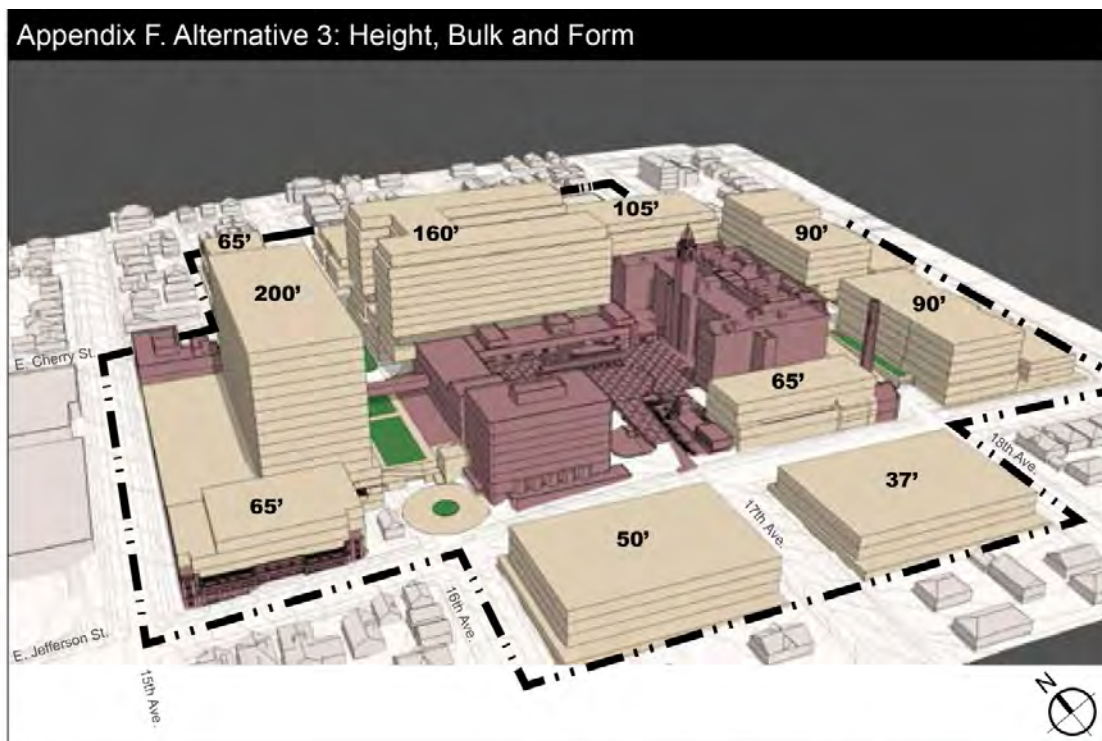 Appendix F. Alternative 3: Height, Bulk and Form
105'
65'
160'
90'
200'
90'
E. Cherry St.
65'
18th Ave.
37'
65'
17th Ave.
50'
16th Ave.
E. Jefferson St.
15th Ave.
N